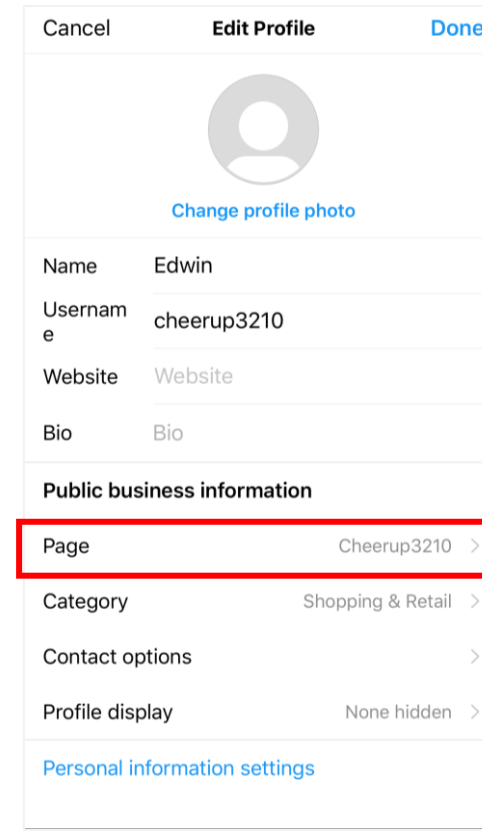 Cancel Edit Profile Done
Change profile photo
Name Edwin
Usernam
e cheerup3210
Website Website
Bio Bio
Public business information
Page Cheerup3210
Category Shopping & Retail
Contact options
Profile display None hidden
Personal information settings